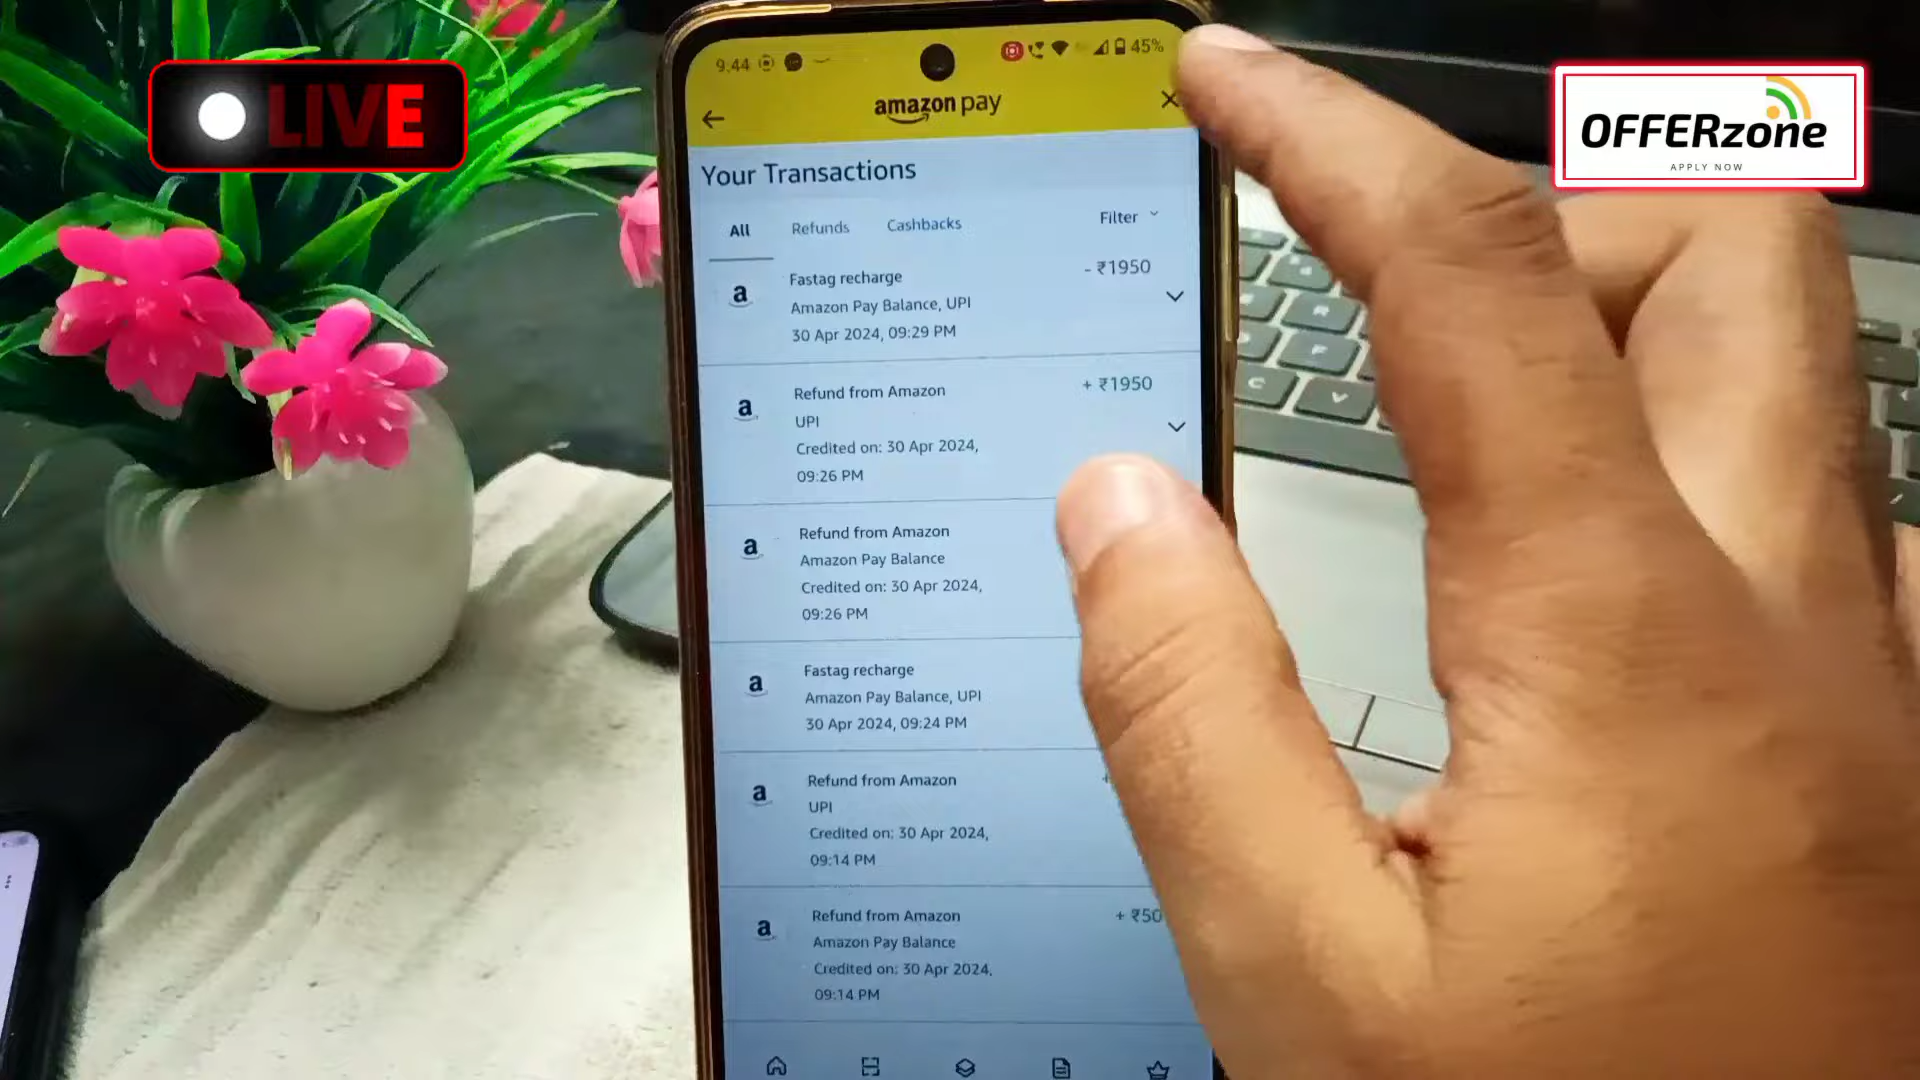 LIVE
OFFERzone
APPLY NOW
9:44
45%
amazon pay
Your Transactions
All Refunds Cashbacks Filter
Fastag recharge - ₹1950
Amazon Pay Balance, UPI
30 Apr 2024, 09:29 PM
Refund from Amazon + ₹1950
UPI
Credited on: 30 Apr 2024,
09:26 PM
Refund from Amazon
Amazon Pay Balance
Credited on: 30 Apr 2024,
09:26 PM
Fastag recharge
Amazon Pay Balance, UPI
30 Apr 2024, 09:24 PM
Refund from Amazon +
UPI
Credited on: 30 Apr 2024,
09:14 PM
Refund from Amazon + ₹50
Amazon Pay Balance
Credited on: 30 Apr 2024,
09:14 PM